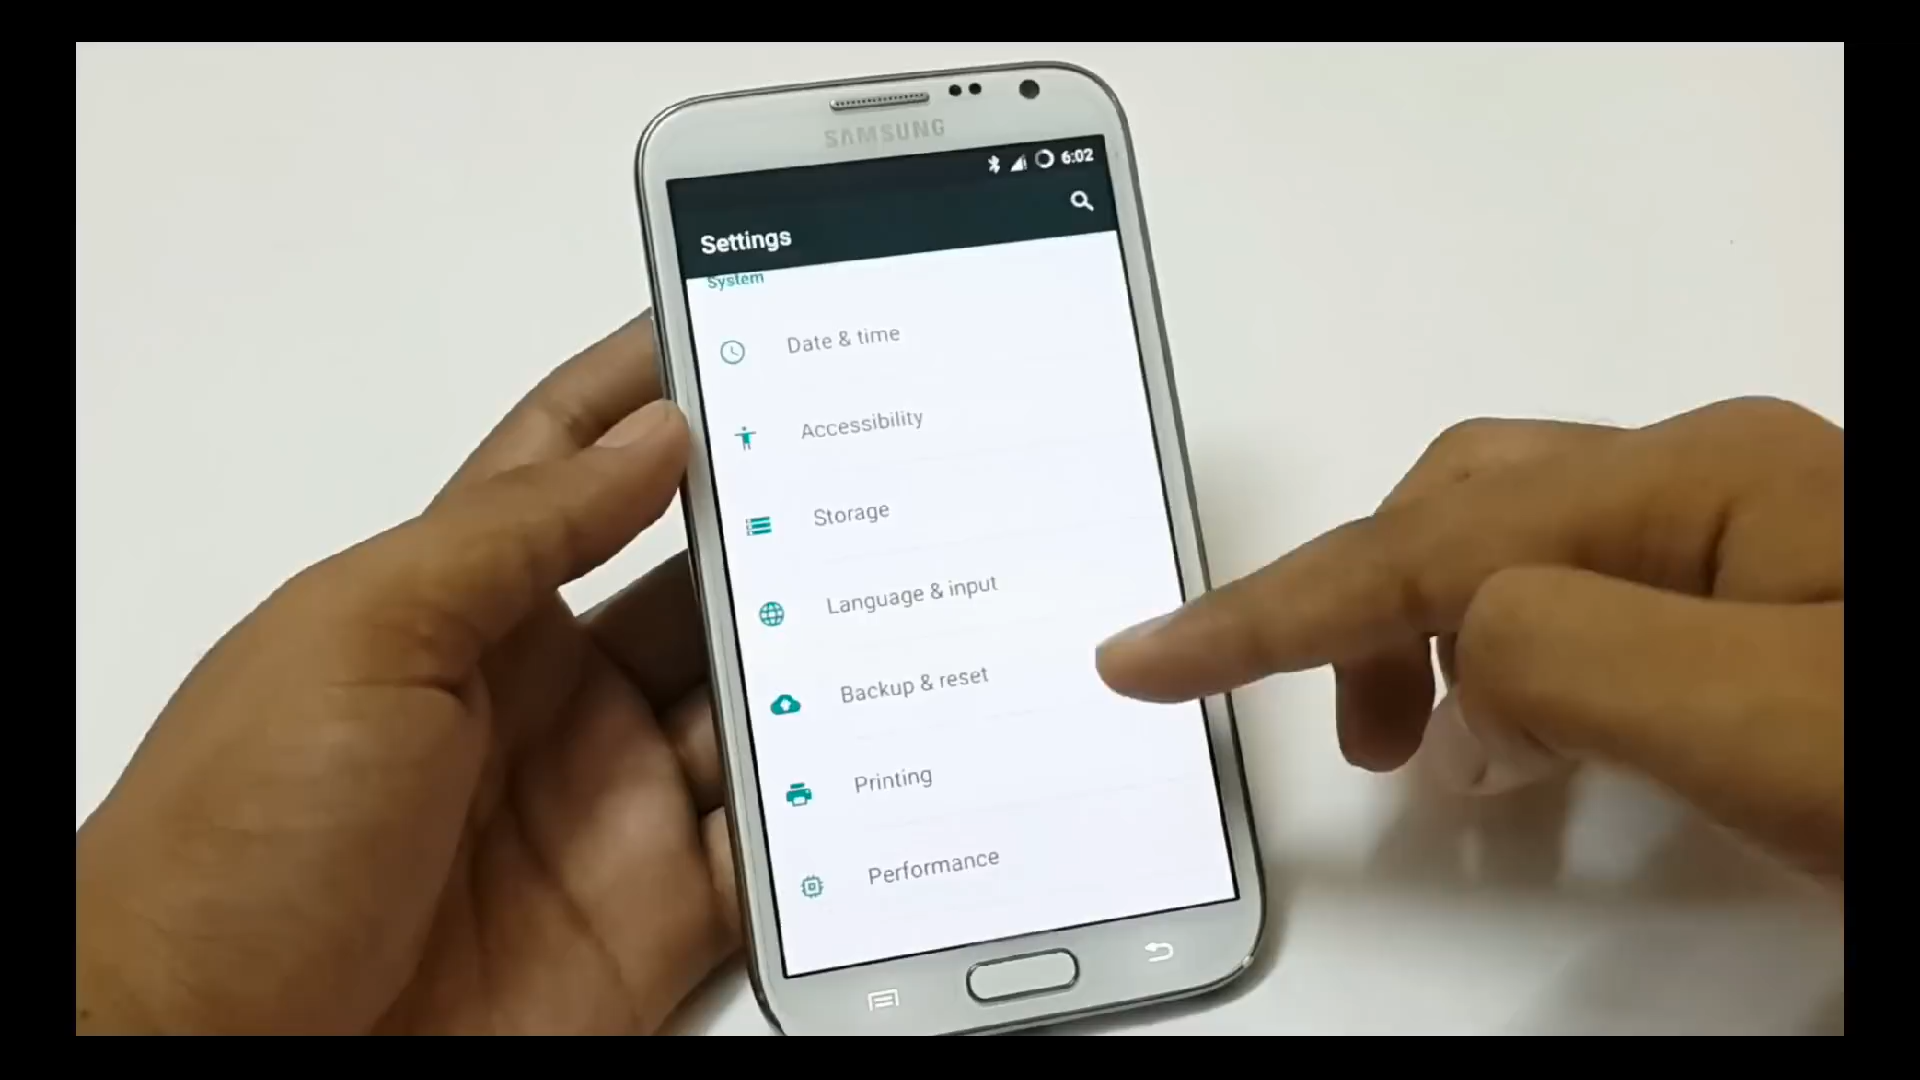 SAMSUNG
6:02
Settings
System
Date & time
Accessibility
Storage
Language & input
Backup & reset
Printing
Performance